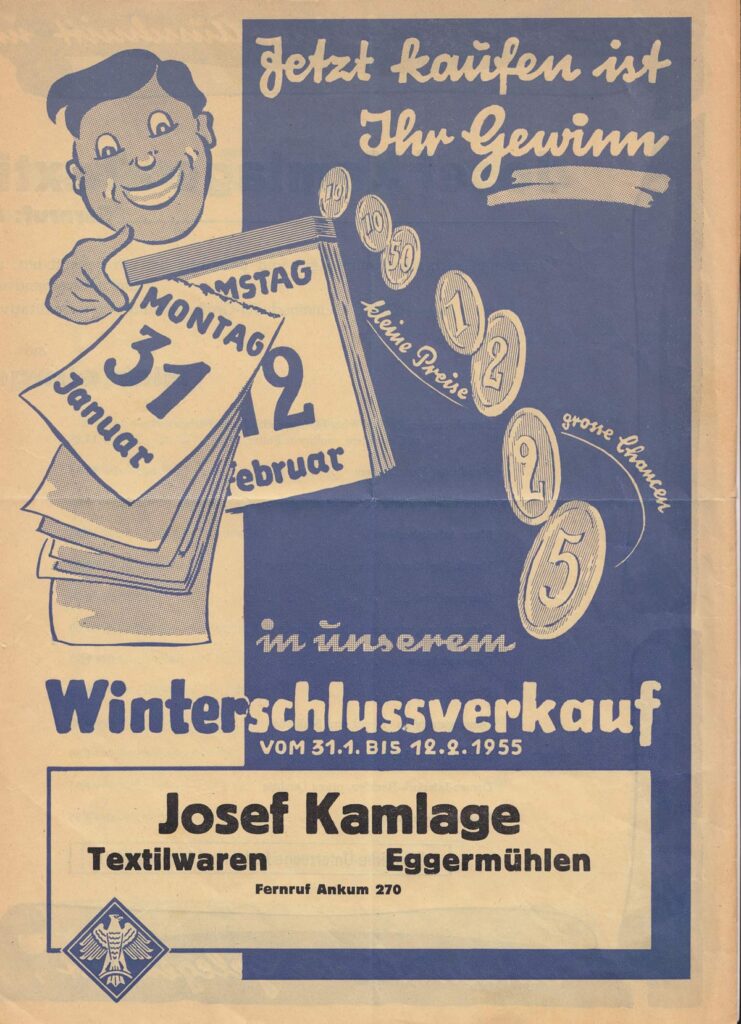 Jetzt kaufen ist
Ihr Gewinn
10
10
50
1
2
kleine Preise
2
5
grosse Chancen
MONTAG
31
Januar
MSTAG
12
Februar
in unserem
Winterschlussverkauf
VOM 31.1. BIS 12.2.1955
Josef Kamlage
Textilwaren Eggermühlen
Fernruf Ankum 270